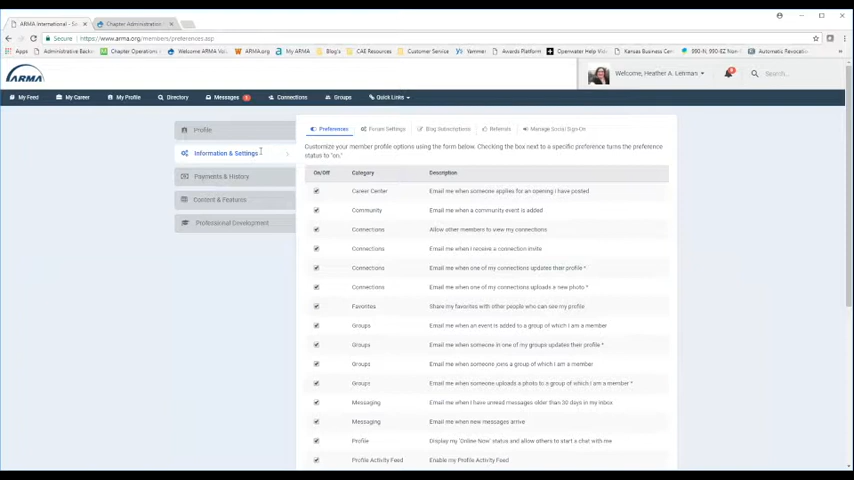 ARMA International - So
Chapter Administration
Secure
https://www.arma.org/members/preferences.asp
Apps
Administrative Backe
Chapter Operations
Welcome ARMA Volu
ARMA.org
My ARMA
Blog's
CAE Resources
Customer Service
Yammer
Awards Platform
Openwater Help Vid
Kansas Business Cente
990, 990-EZ Nor
Automatic Revocatio
ARMA
Welcome, Heather A. Lehman
Search...
My Feed
My Career
My Profile
Directory
Messages
Connections
Groups
Quick Links
Profile
Information & Settings
Payments & History
Content & Features
Professional Development
Preferences
Forum Settings
Blog Subscriptions
Referrals
Manage Social Sign-On
Customize your member profile options using the form below. Checking the box next to a specific preference turns the preference
status to "on."
On/Off Category Description
Career Center Email me when someone applies for an opening I have posted
Community Email me when a community event is added
Connections Allow other members to view my connections
Connections Email me when I receive a connection invite
Connections Email me when one of my connections updates their profile *
Connections Email me when one of my connections uploads a new photo *
Favorites Share my favorites with other people who can see my profile.
Groups Email me when an event is added to a group of which I am a member
Groups Email me when someone in one of my groups updates their profile *
Groups Email me when someone joins a group of which I am a member
Groups Email me when someone uploads a photo to a group of which I am a member *
Messaging Email me when I have unread messages older than 30 days in my inbox
Messaging Email me when new messages arrive
Profile Display my 'Online Now' status and allow others to start a chat with me
Profile Activity Feed Enable my Profile Activity Feed